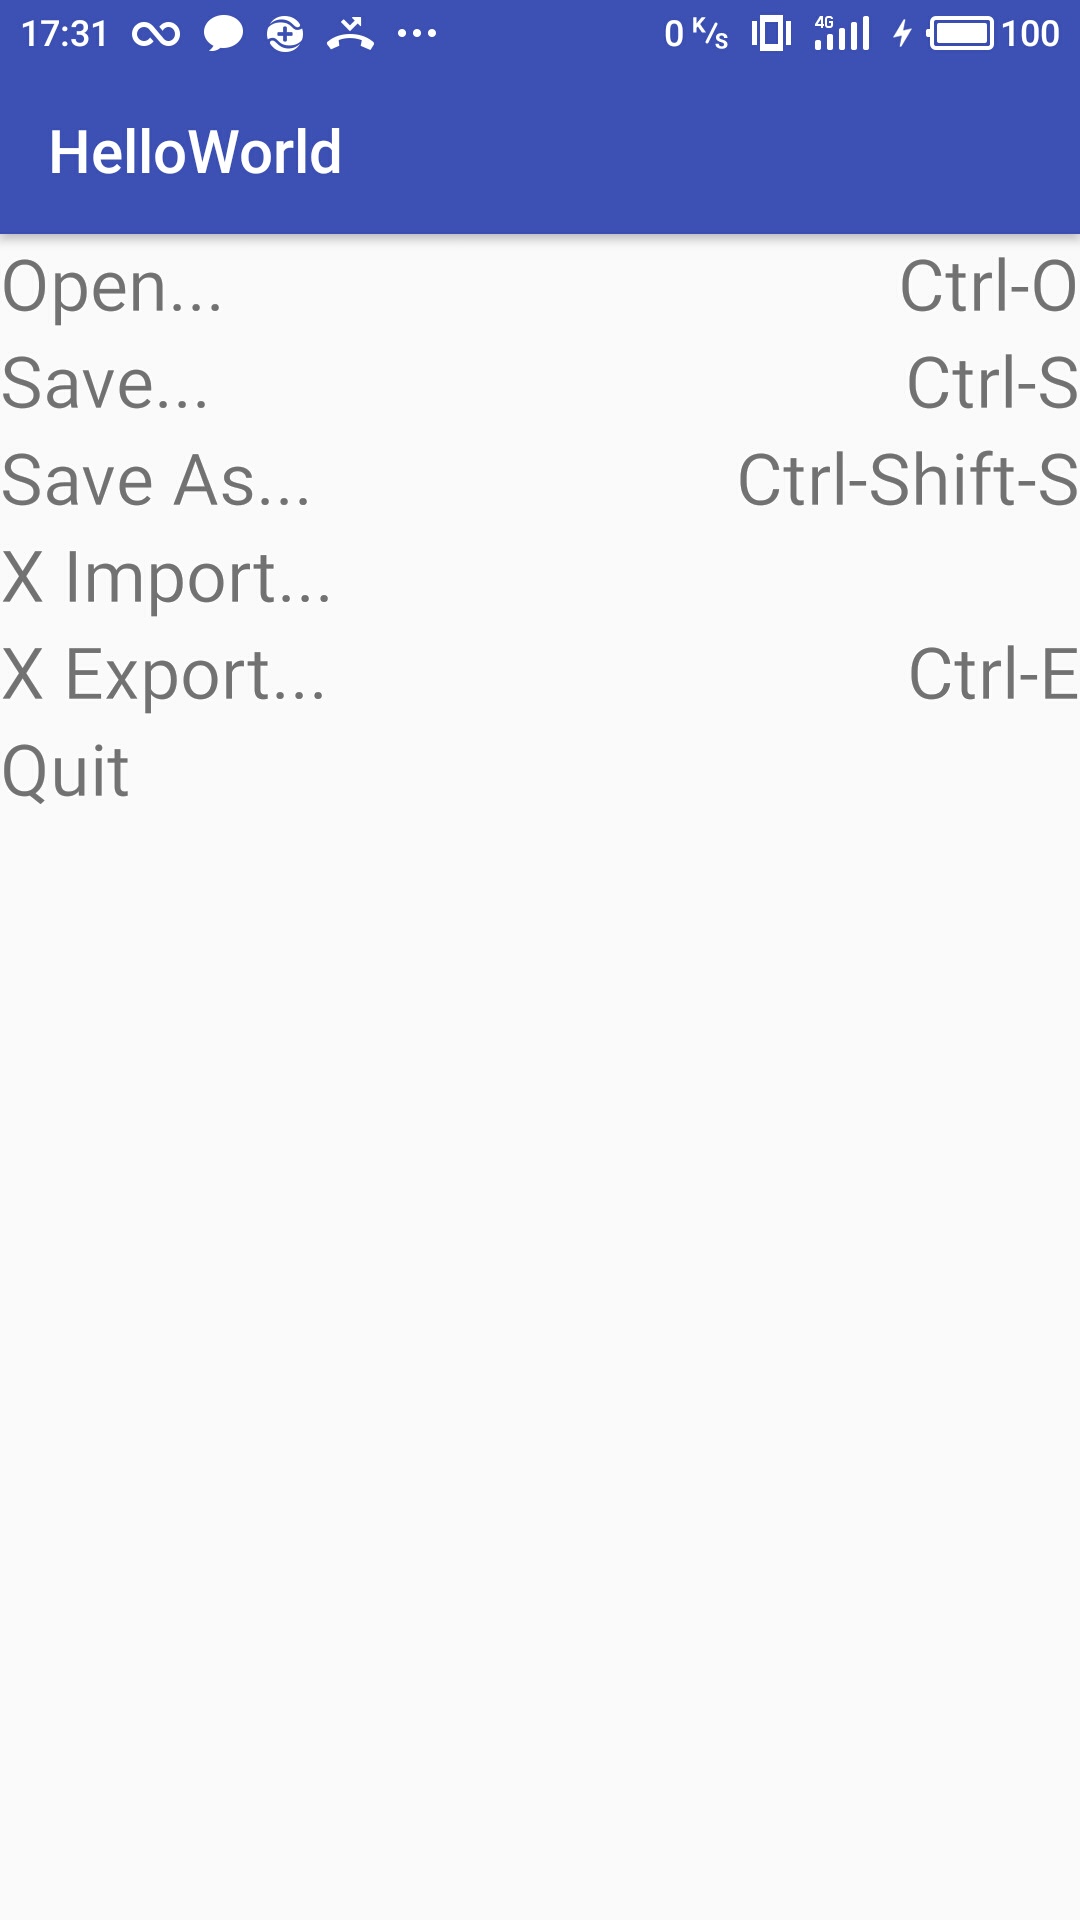 17:31 0 K/s 4G 100
HelloWorld
Open... Ctrl-O
Save... Ctrl-S
Save As... Ctrl-Shift-S
X Import...
X Export... Ctrl-E
Quit